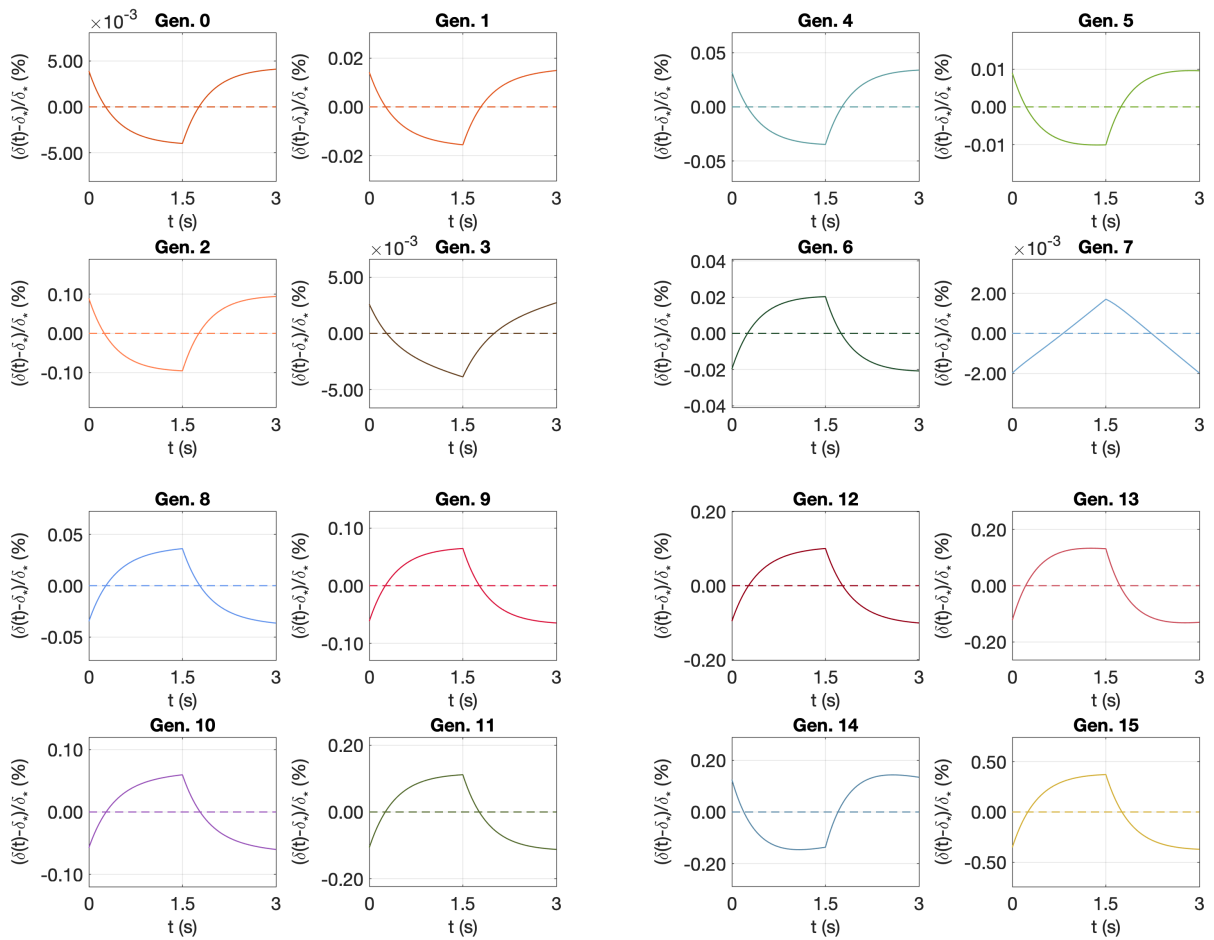 ×10⁻³
Gen. 0
(δ(t)-δ⁎)/δ⁎ (%)
5.00
0.00
-5.00
0
1.5
3
t (s)
Gen. 1
(δ(t)-δ⁎)/δ⁎ (%)
0.02
0.00
-0.02
0
1.5
3
t (s)
Gen. 4
(δ(t)-δ⁎)/δ⁎ (%)
0.05
0.00
-0.05
0
1.5
3
t (s)
Gen. 5
(δ(t)-δ⁎)/δ⁎ (%)
0.01
0.00
-0.01
0
1.5
3
t (s)
Gen. 2
(δ(t)-δ⁎)/δ⁎ (%)
0.10
0.00
-0.10
0
1.5
3
t (s)
×10⁻³
Gen. 3
(δ(t)-δ⁎)/δ⁎ (%)
5.00
0.00
-5.00
0
1.5
3
t (s)
Gen. 6
(δ(t)-δ⁎)/δ⁎ (%)
0.04
0.02
0.00
-0.02
-0.04
0
1.5
3
t (s)
×10⁻³
Gen. 7
(δ(t)-δ⁎)/δ⁎ (%)
2.00
0.00
-2.00
0
1.5
3
t (s)
Gen. 8
(δ(t)-δ⁎)/δ⁎ (%)
0.05
0.00
-0.05
0
1.5
3
t (s)
Gen. 9
(δ(t)-δ⁎)/δ⁎ (%)
0.10
0.00
-0.10
0
1.5
3
t (s)
Gen. 12
(δ(t)-δ⁎)/δ⁎ (%)
0.20
0.00
-0.20
0
1.5
3
t (s)
Gen. 13
(δ(t)-δ⁎)/δ⁎ (%)
0.20
0.00
-0.20
0
1.5
3
t (s)
Gen. 10
(δ(t)-δ⁎)/δ⁎ (%)
0.10
0.00
-0.10
0
1.5
3
t (s)
Gen. 11
(δ(t)-δ⁎)/δ⁎ (%)
0.20
0.00
-0.20
0
1.5
3
t (s)
Gen. 14
(δ(t)-δ⁎)/δ⁎ (%)
0.20
0.00
-0.20
0
1.5
3
t (s)
Gen. 15
(δ(t)-δ⁎)/δ⁎ (%)
0.50
0.00
-0.50
0
1.5
3
t (s)